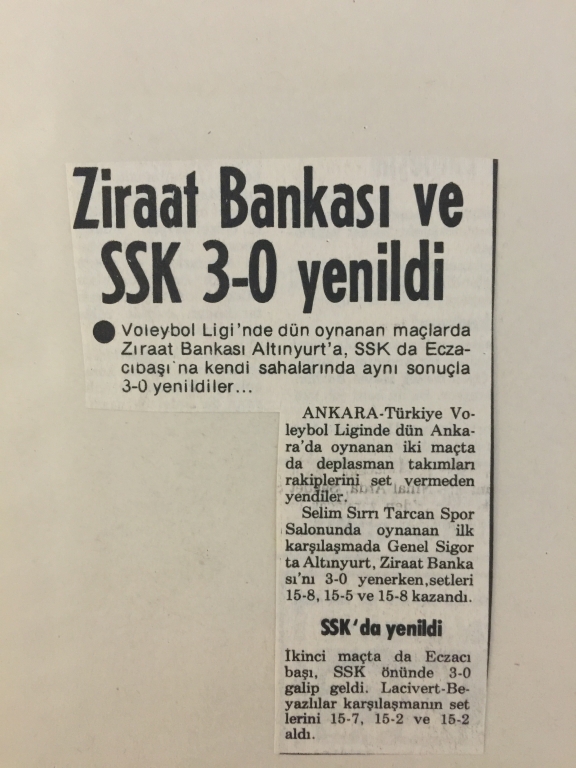 Ziraat Bankası ve
SSK 3-0 yenildi
● Voleybol Ligi'nde dün oynanan maçlarda
Ziraat Bankası Altınyurt'a, SSK da Ecza-
cıbaşı'na kendi sahalarında aynı sonuçla
3-0 yenildiler...
ANKARA-Türkiye Vo-
leybol Liginde dün Anka-
ra'da oynanan iki maçta
da deplasman takımları
rakiplerini set vermeden
yendiler.
Selim Sırrı Tarcan Spor
Salonunda oynanan ilk
karşılaşmada Genel Sigor
ta Altınyurt, Ziraat Banka
sı'nı 3-0 yenerken,setleri
15-8, 15-5 ve 15-8 kazandı.
SSK'da yenildi
İkinci maçta da Eczacı
başı, SSK önünde 3-0
galip geldi. Lacivert-Be-
yazlılar karşılaşmanın set
lerini 15-7, 15-2 ve 15-2
aldı.